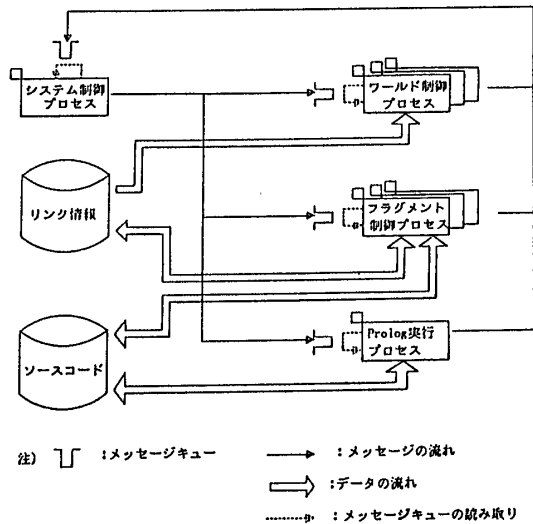 システム制御
プロセス
ワールド制御
プロセス
リンク情報
フラグメント
制御プロセス
ソースコード
Prolog実行
プロセス
注) :メッセージキュー
:メッセージの流れ
:データの流れ
:メッセージキューの読み取り